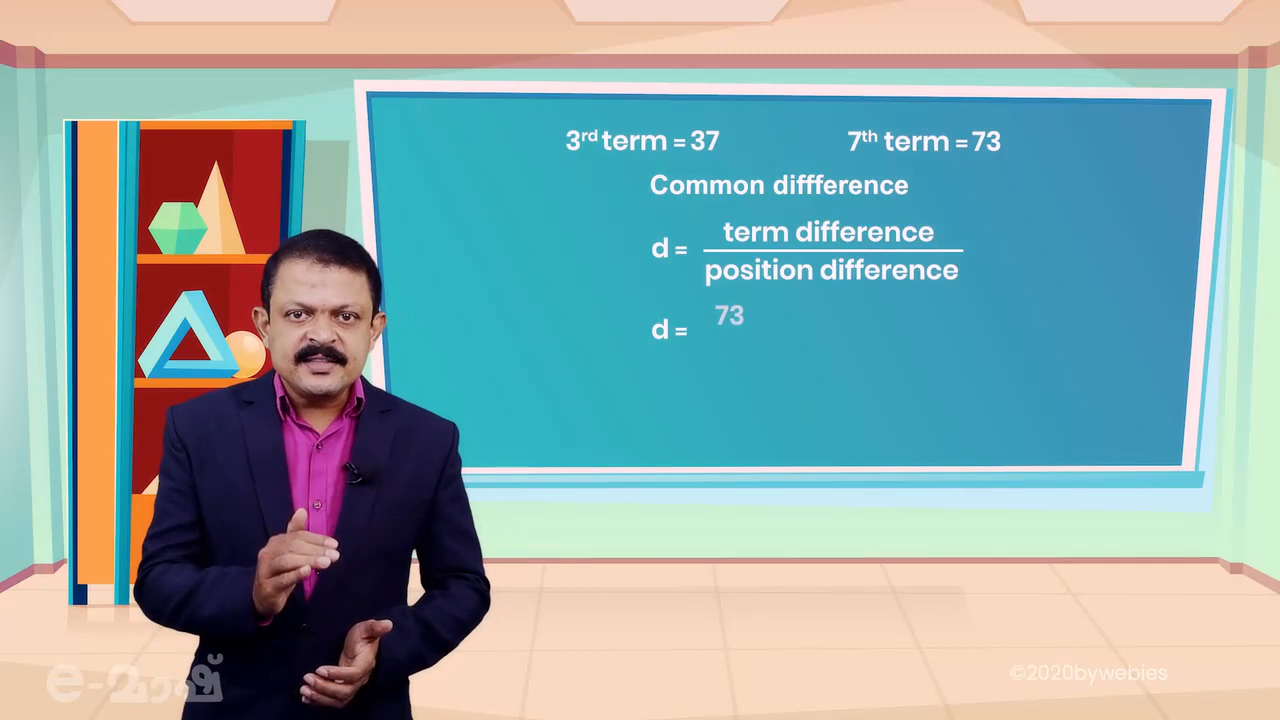 3rd term = 37 7th term = 73
Common diffference
d = term difference
position difference
d = 73
e-മാഷ്
©2020bywebies